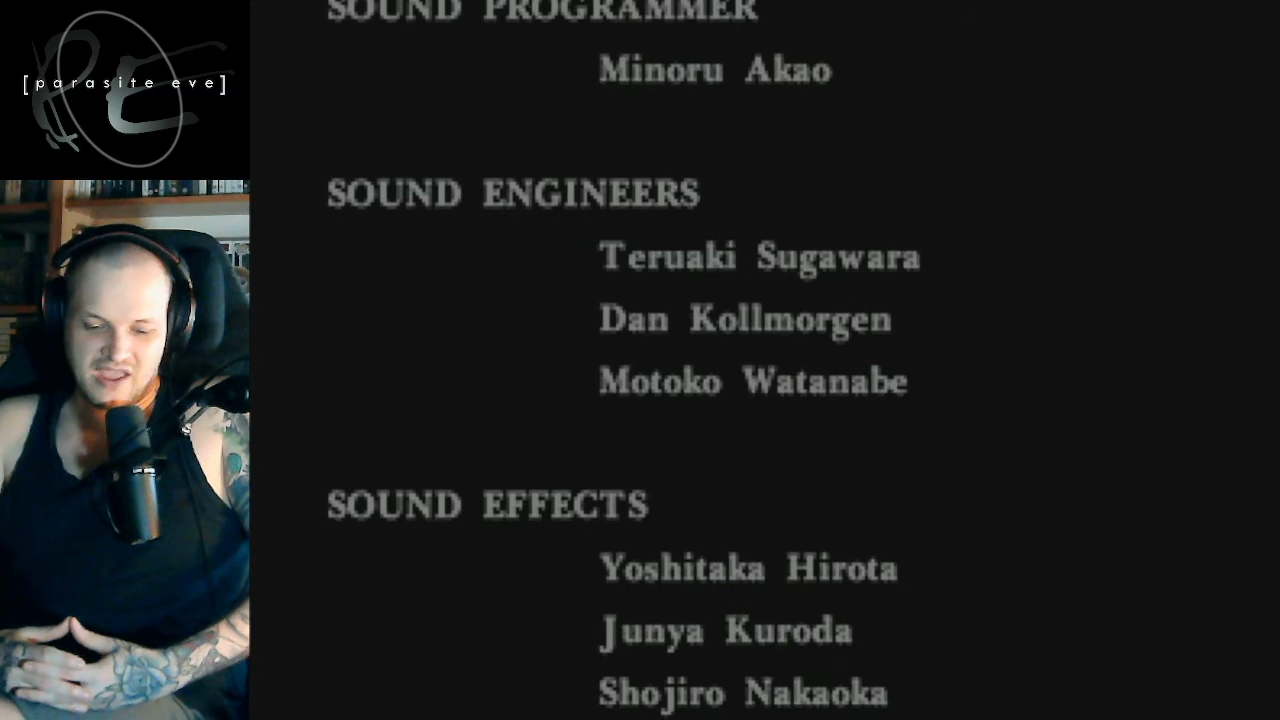 [parasite eve]
SOUND PROGRAMMER
Minoru Akao
SOUND ENGINEERS
Teruaki Sugawara
Dan Kollmorgen
Motoko Watanabe
SOUND EFFECTS
Yoshitaka Hirota
Junya Kuroda
Shojiro Nakaoka